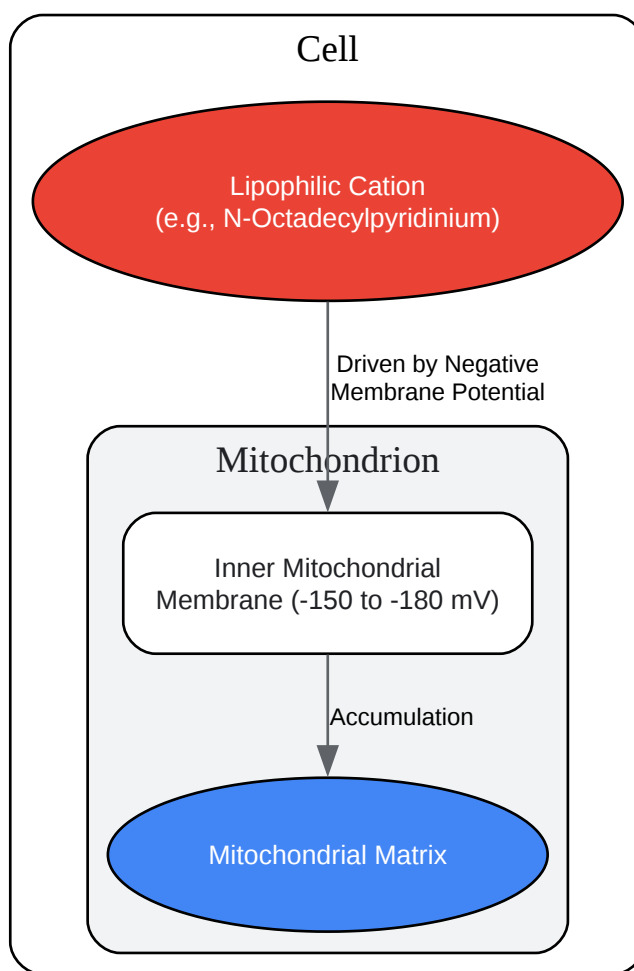 Cell
Lipophilic Cation
(e.g., N-Octadecylpyridinium)
Driven by Negative
Membrane Potential
Mitochondrion
Inner Mitochondrial
Membrane (-150 to -180 mV)
Accumulation
Mitochondrial Matrix